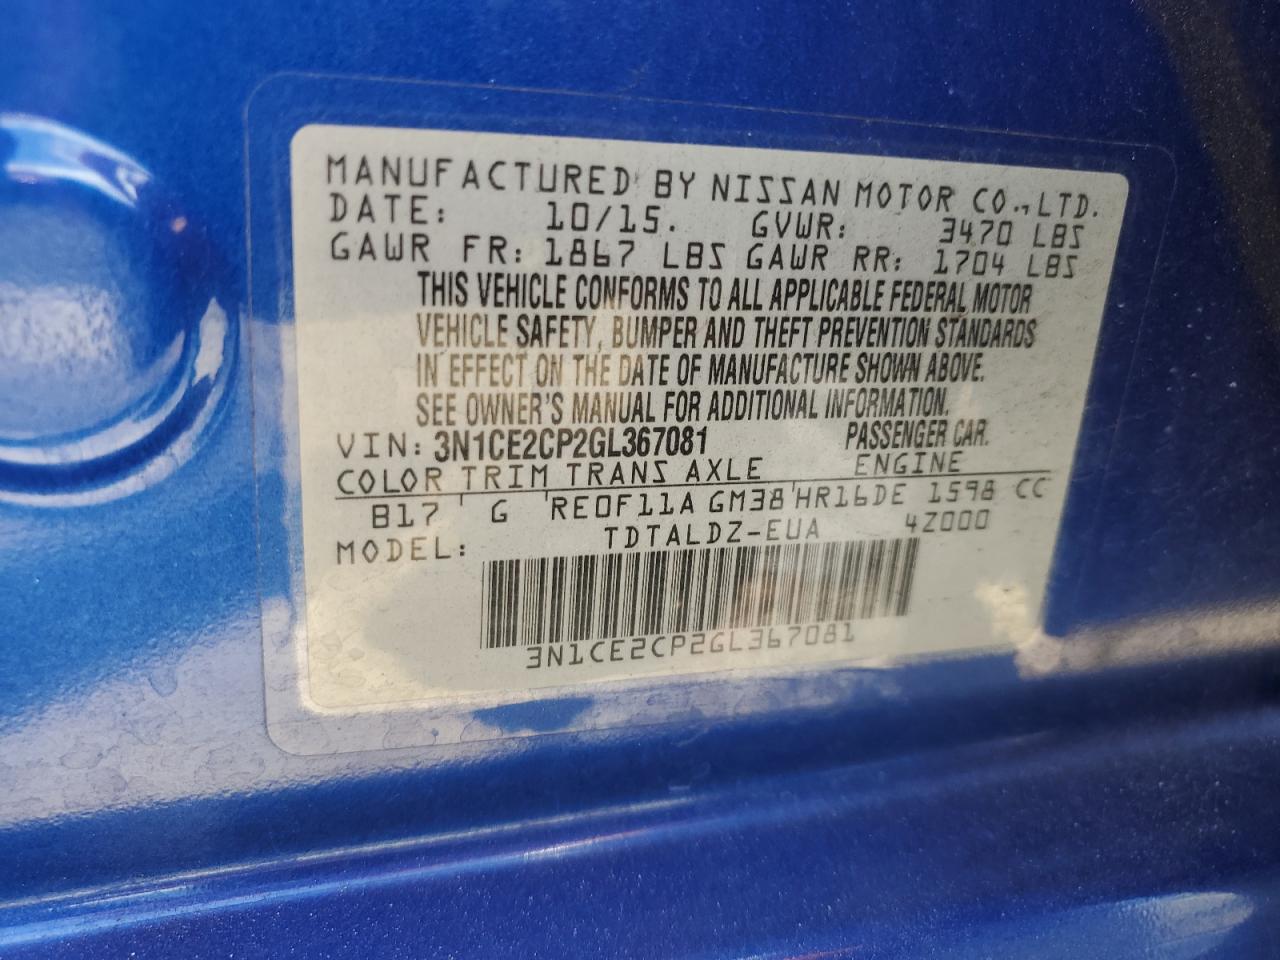 MANUFACTURED BY NISSAN MOTOR CO., LTD.
DATE: 10/15. GVWR: 3470 LBS
GAWR FR: 1867 LBS GAWR RR: 1704 LBS
THIS VEHICLE CONFORMS TO ALL APPLICABLE FEDERAL MOTOR
VEHICLE SAFETY, BUMPER AND THEFT PREVENTION STANDARDS
IN EFFECT ON THE DATE OF MANUFACTURE SHOWN ABOVE.
SEE OWNER'S MANUAL FOR ADDITIONAL INFORMATION.
VIN: 3N1CE2CP2GL367081 PASSENGER CAR.
COLOR TRIM TRANS AXLE ENGINE
B17 G RE0F11A GM38 HR16DE 1598 CC
MODEL: TDTALDZ-EUA 4Z000
3N1CE2CP2GL367081